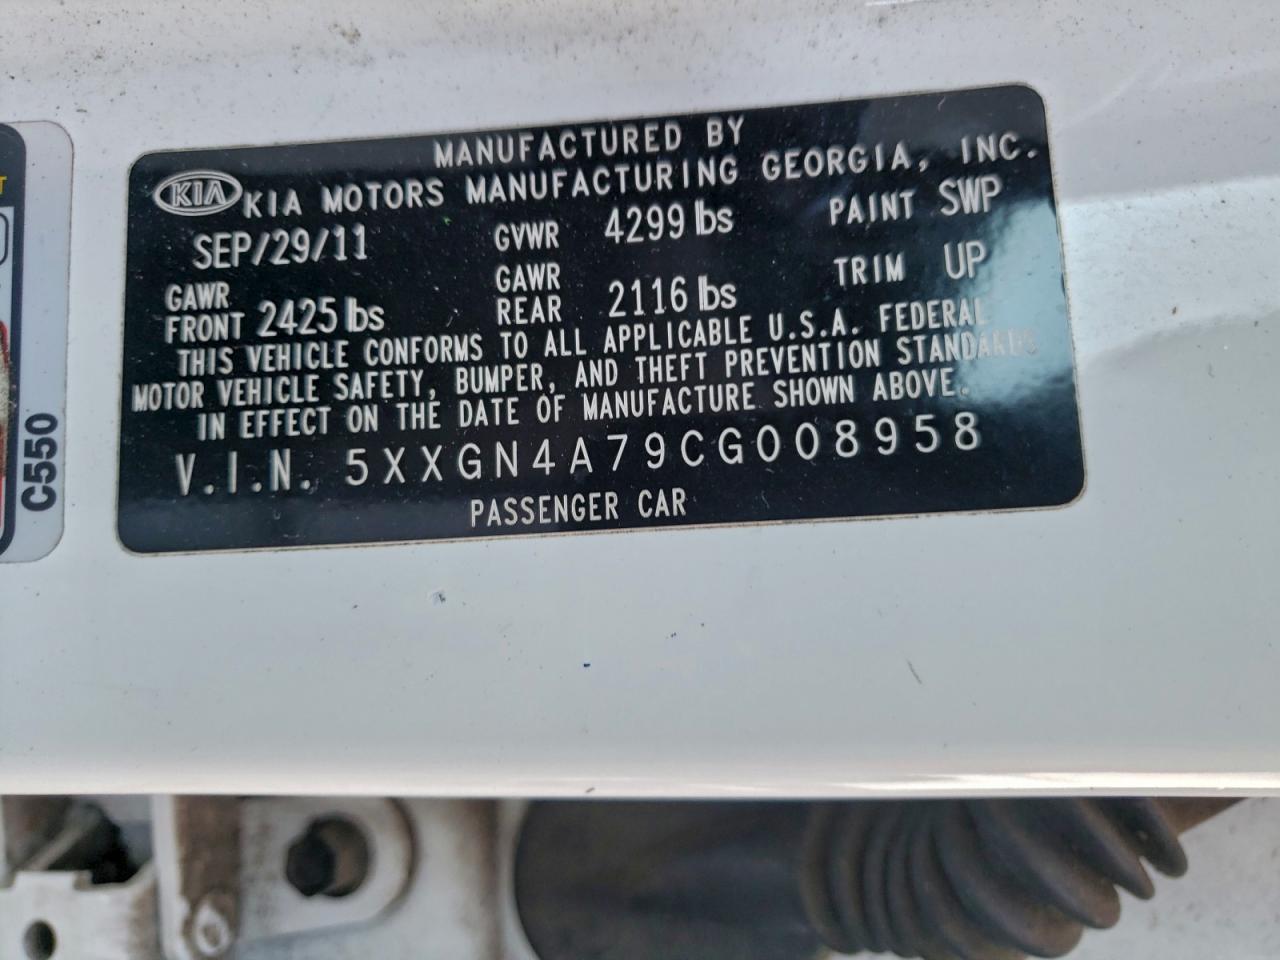 MANUFACTURED BY
KIA KIA MOTORS MANUFACTURING GEORGIA, INC.
SEP/29/11 GVWR 4299 lbs PAINT SWP
GAWR FRONT 2425 lbs GAWR REAR 2116 lbs TRIM UP
THIS VEHICLE CONFORMS TO ALL APPLICABLE U.S.A. FEDERAL
MOTOR VEHICLE SAFETY, BUMPER, AND THEFT PREVENTION STANDARDS
IN EFFECT ON THE DATE OF MANUFACTURE SHOWN ABOVE.
V.I.N. 5XXGN4A79CG008958
PASSENGER CAR
C550